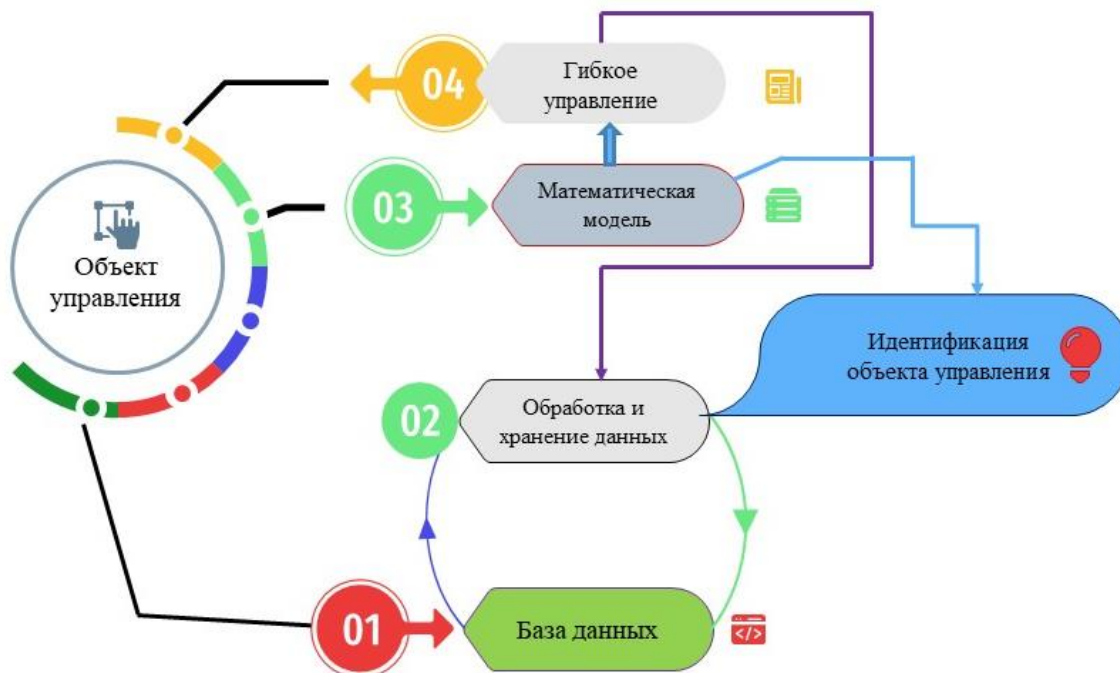 04
Гибкое
управление
03
Математическая
модель
Объект
управления
Идентификация
объекта управления
02
Обработка и
хранение данных
01
База данных
</>